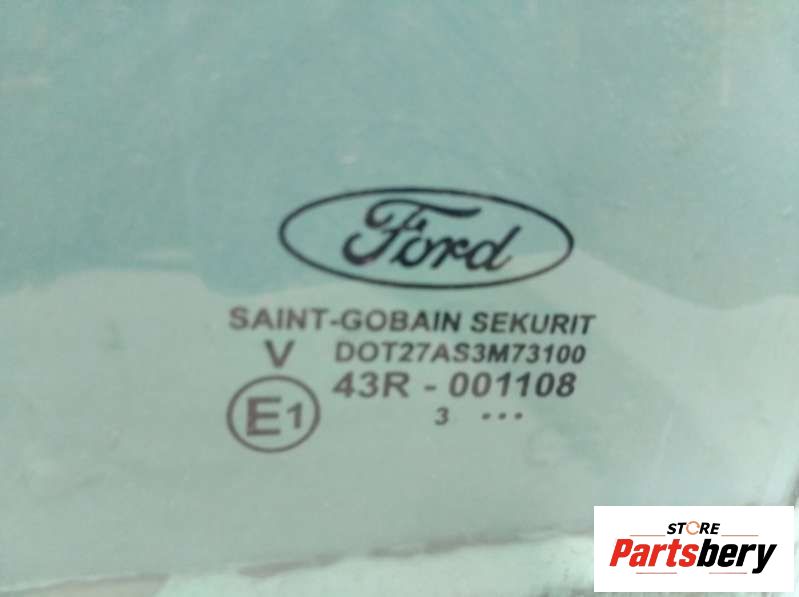 Ford
SAINT-GOBAIN SEKURIT
V DOT27AS3M73100
E1 43R - 001108
3 ...
STORE
Partsbery